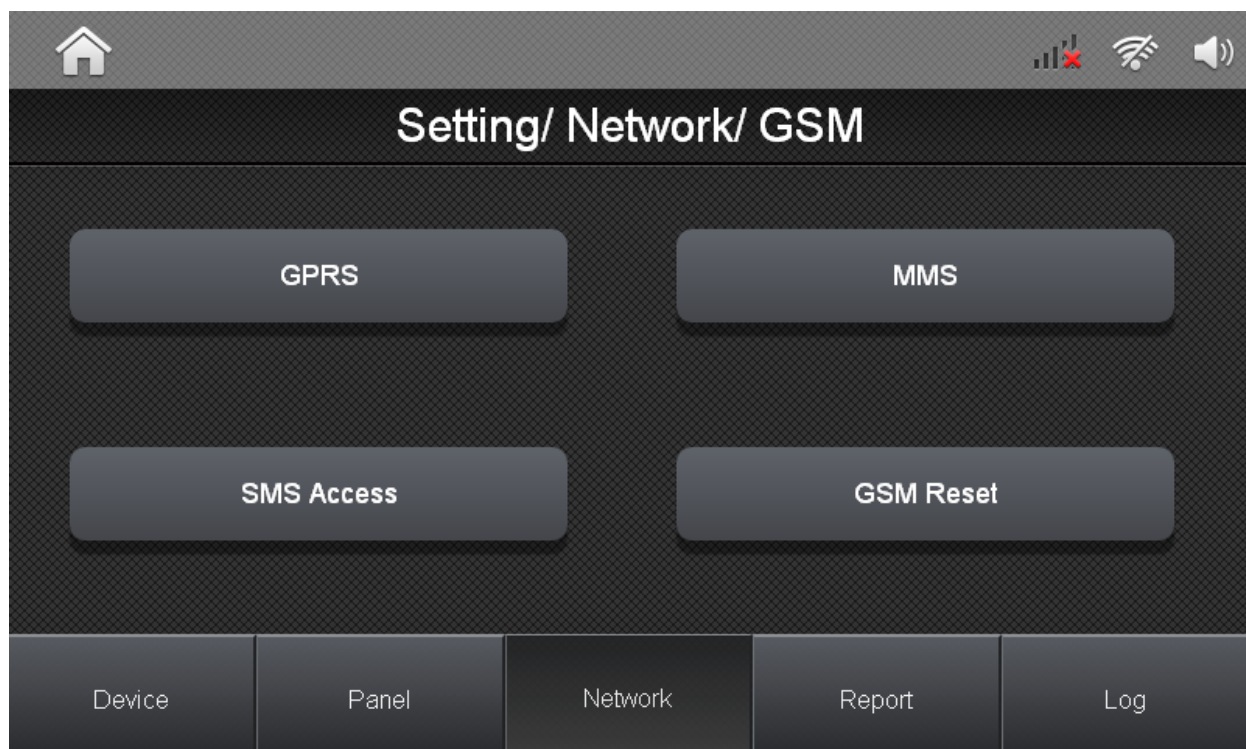 Setting/ Network/ GSM
GPRS
MMS
SMS Access
GSM Reset
Device
Panel
Network
Report
Log